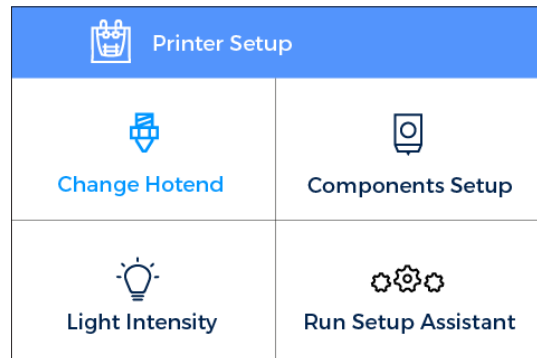 Printer Setup
Change Hotend
Components Setup
Light Intensity
Run Setup Assistant